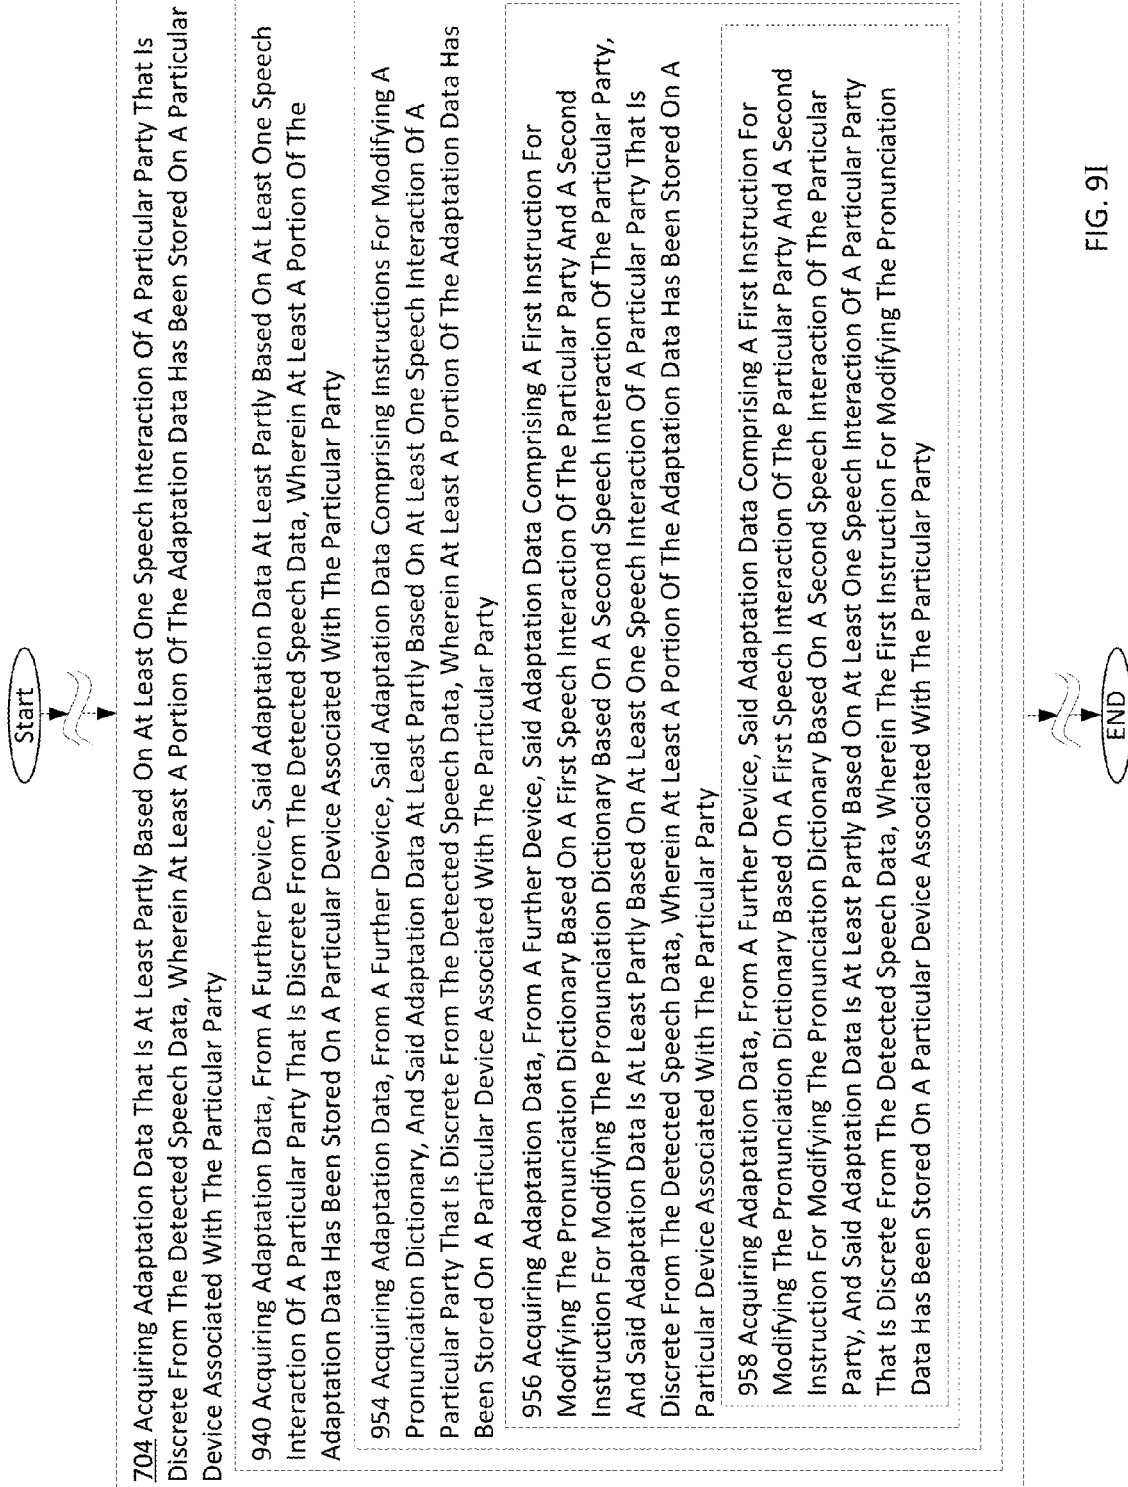 Start
704 Acquiring Adaptation Data That Is At Least Partly Based On At Least One Speech Interaction Of A Particular Party That Is
Discrete From The Detected Speech Data, Wherein At Least A Portion Of The Adaptation Data Has Been Stored On A Particular
Device Associated With The Particular Party
940 Acquiring Adaptation Data, From A Further Device, Said Adaptation Data At Least Partly Based On At Least One Speech
Interaction Of A Particular Party That Is Discrete From The Detected Speech Data, Wherein At Least A Portion Of The
Adaptation Data Has Been Stored On A Particular Device Associated With The Particular Party
954 Acquiring Adaptation Data, From A Further Device, Said Adaptation Data Comprising Instructions For Modifying A
Pronunciation Dictionary, And Said Adaptation Data At Least Partly Based On At Least One Speech Interaction Of A
Particular Party That Is Discrete From The Detected Speech Data, Wherein At Least A Portion Of The Adaptation Data Has
Been Stored On A Particular Device Associated With The Particular Party
956 Acquiring Adaptation Data, From A Further Device, Said Adaptation Data Comprising A First Instruction For
Modifying The Pronunciation Dictionary Based On A First Speech Interaction Of The Particular Party And A Second
Instruction For Modifying The Pronunciation Dictionary Based On A Second Speech Interaction Of The Particular Party,
And Said Adaptation Data Is At Least Partly Based On At Least One Speech Interaction Of A Particular Party That Is
Discrete From The Detected Speech Data, Wherein At Least A Portion Of The Adaptation Data Has Been Stored On A
Particular Device Associated With The Particular Party
958 Acquiring Adaptation Data, From A Further Device, Said Adaptation Data Comprising A First Instruction For
Modifying The Pronunciation Dictionary Based On A First Speech Interaction Of The Particular Party And A Second
Instruction For Modifying The Pronunciation Dictionary Based On A Second Speech Interaction Of The Particular
Party, And Said Adaptation Data Is At Least Partly Based On At Least One Speech Interaction Of A Particular Party
That Is Discrete From The Detected Speech Data, Wherein The First Instruction For Modifying The Pronunciation
Data Has Been Stored On A Particular Device Associated With The Particular Party
END
FIG. 9I